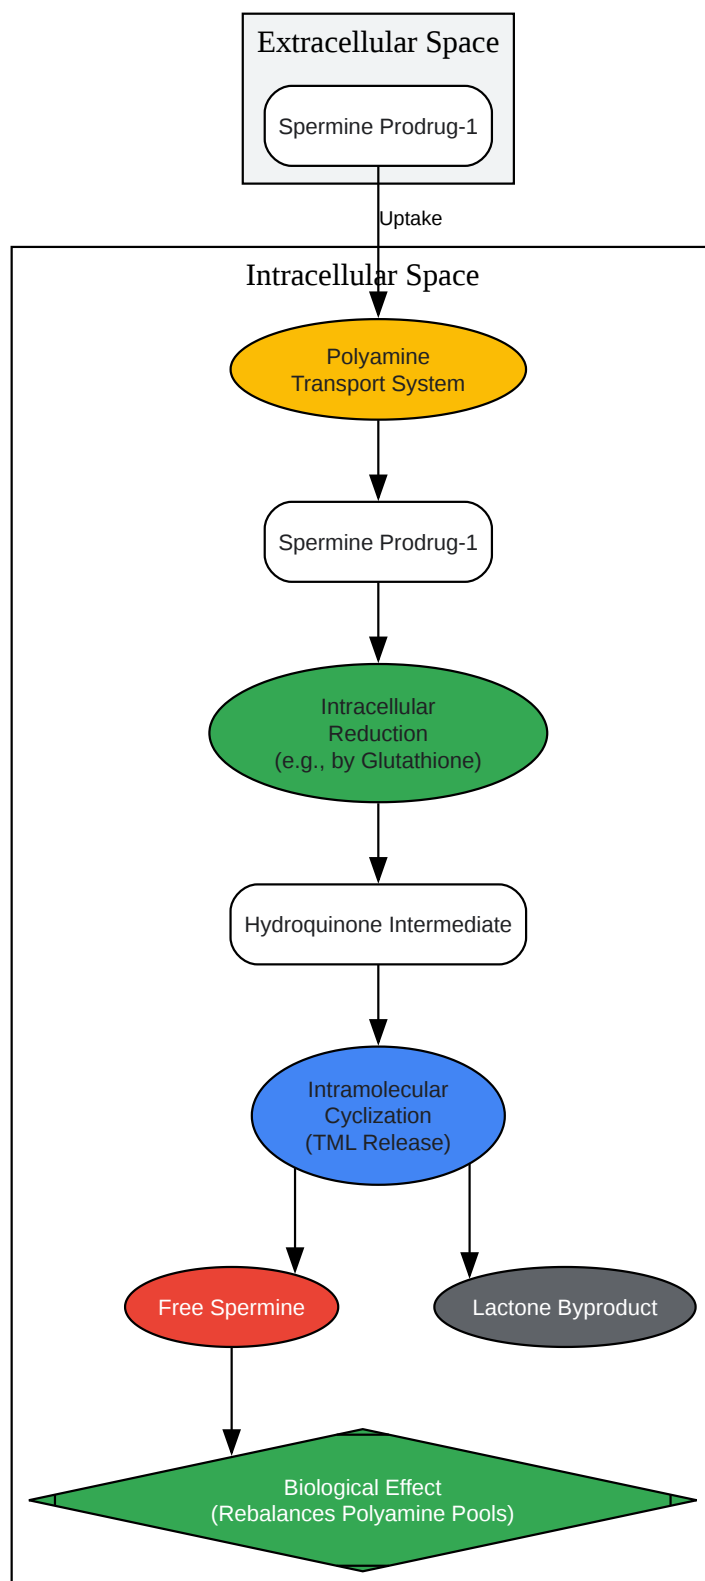 Extracellular Space
Spermine Prodrug-1
Uptake
Intracellular Space
Polyamine
Transport System
Spermine Prodrug-1
Intracellular
Reduction
(e.g., by Glutathione)
Hydroquinone Intermediate
Intramolecular
Cyclization
(TML Release)
Free Spermine
Lactone Byproduct
Biological Effect
(Rebalances Polyamine Pools)